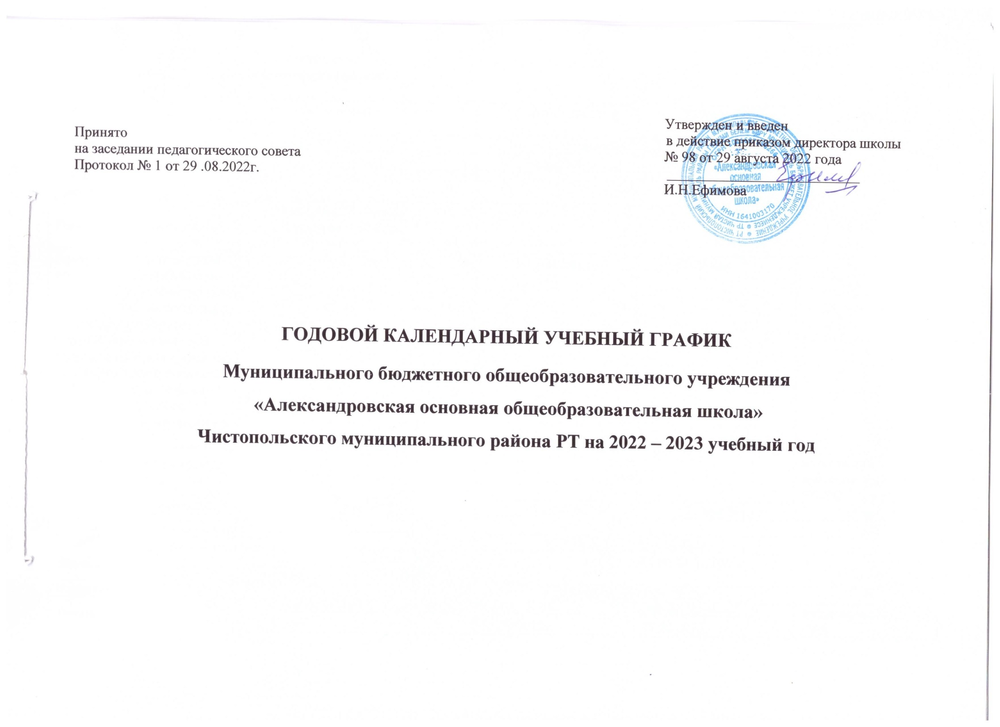 Принято
на заседании педагогического совета
Протокол № 1 от 29 .08.2022г.
Утвержден и введен
в действие приказом директора школы
№ 98 от 29 августа 2022 года
И.Н.Ефимова
«Александровская
основная
общеобразовательная
школа»
ИНН 1641003170
ГОДОВОЙ КАЛЕНДАРНЫЙ УЧЕБНЫЙ ГРАФИК
Муниципального бюджетного общеобразовательного учреждения
«Александровская основная общеобразовательная школа»
Чистопольского муниципального района РТ на 2022 – 2023 учебный год